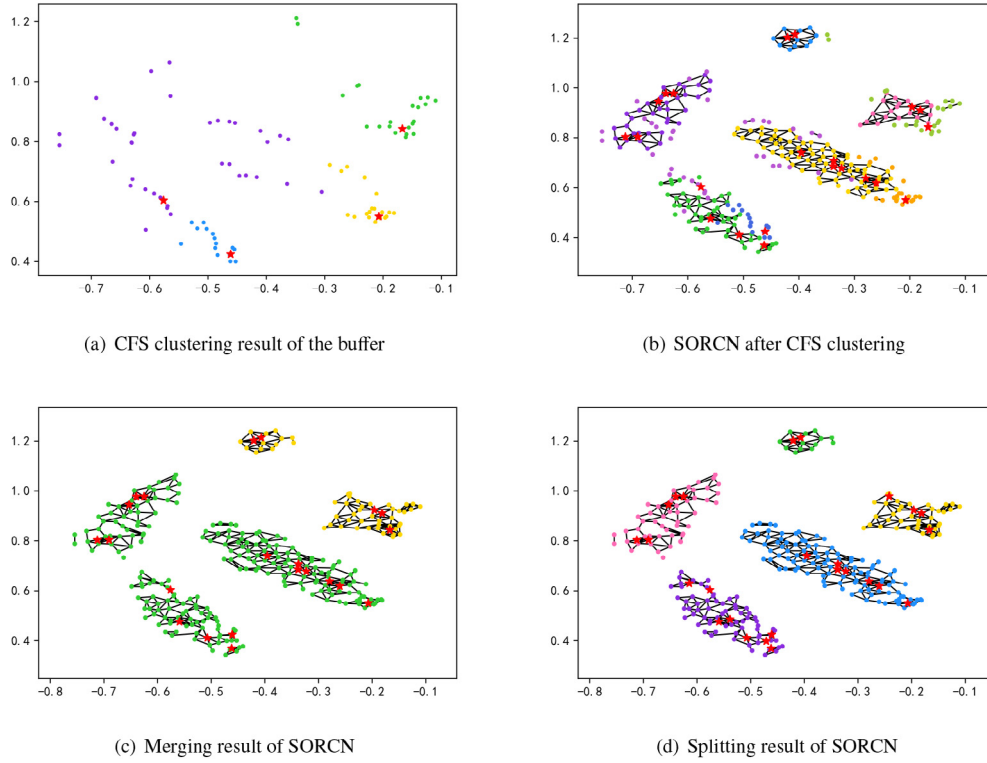 1.2
1.0
0.8
0.6
0.4
−0.7 −0.6 −0.5 −0.4 −0.3 −0.2 −0.1
(a) CFS clustering result of the buffer
1.2
1.0
0.8
0.6
0.4
−0.7 −0.6 −0.5 −0.4 −0.3 −0.2 −0.1
(b) SORCN after CFS clustering
1.2
1.0
0.8
0.6
0.4
−0.8 −0.7 −0.6 −0.5 −0.4 −0.3 −0.2 −0.1
(c) Merging result of SORCN
1.2
1.0
0.8
0.6
0.4
−0.8 −0.7 −0.6 −0.5 −0.4 −0.3 −0.2 −0.1
(d) Splitting result of SORCN